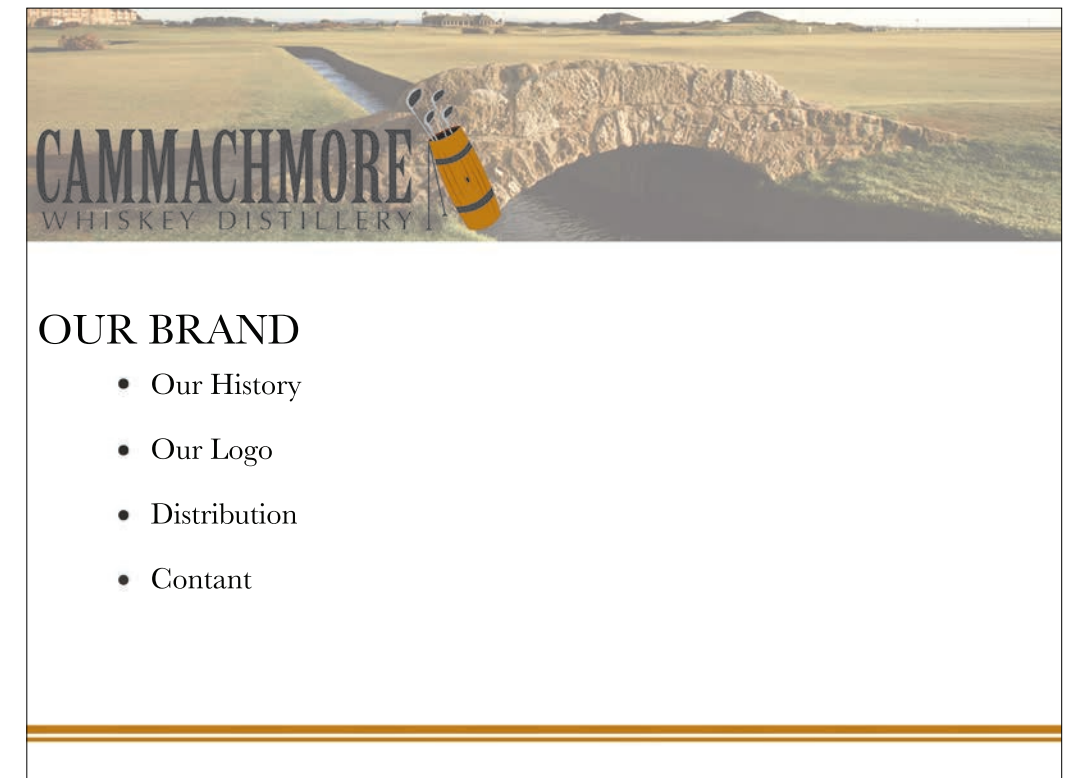 CAMMACHMORE
WHISKEY DISTILLERY
OUR BRAND
• Our History
• Our Logo
• Distribution
• Contant